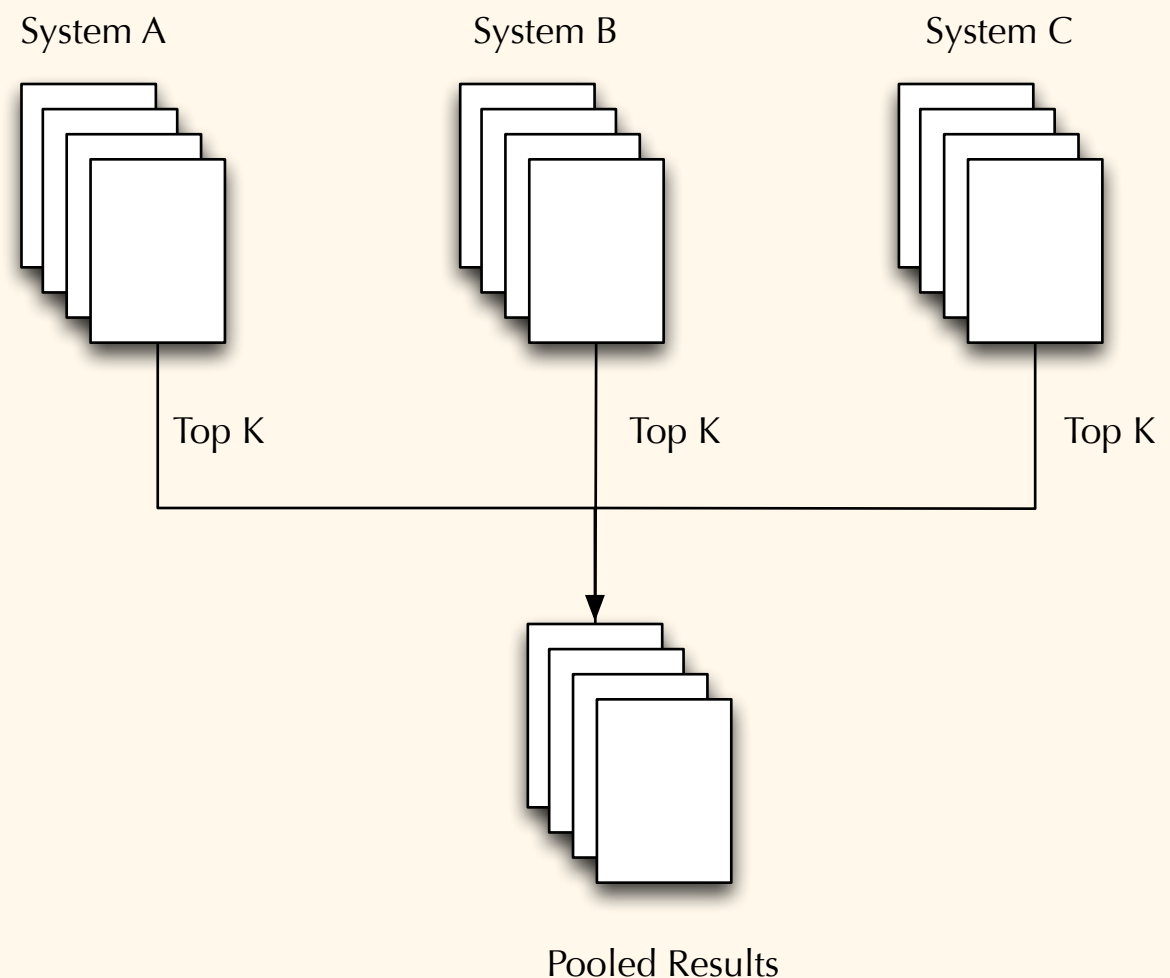 System A
System B
System C
Top K
Top K
Top K
Pooled Results